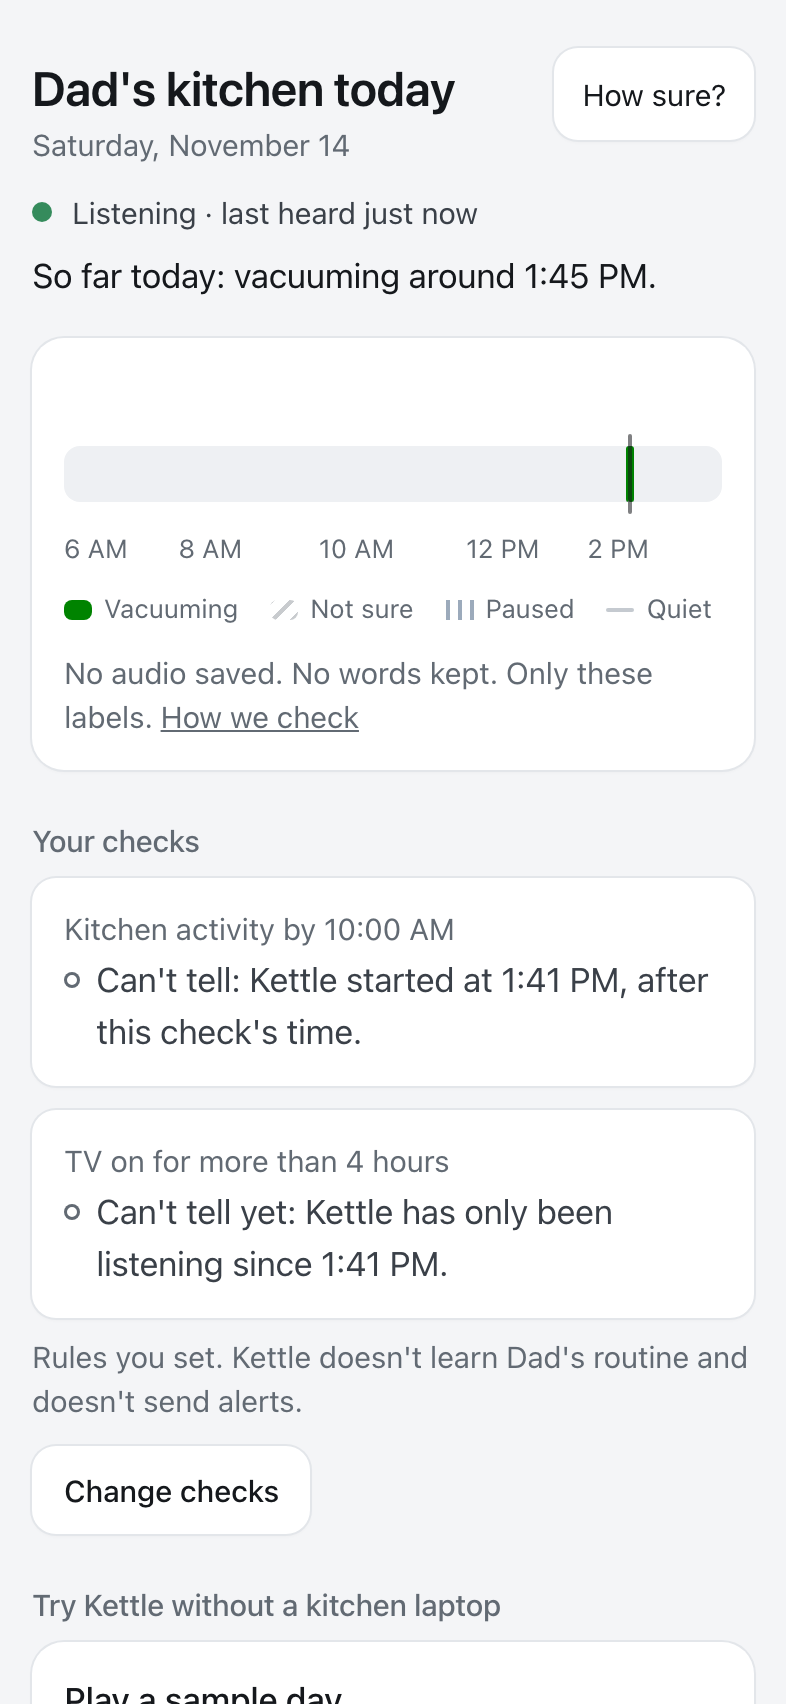 Dad's kitchen today
How sure?
Saturday, November 14
Listening · last heard just now
So far today: vacuuming around 1:45 PM.
6 AM 8 AM 10 AM 12 PM 2 PM
Vacuuming Not sure Paused Quiet
No audio saved. No words kept. Only these
labels. How we check
Your checks
Kitchen activity by 10:00 AM
Can't tell: Kettle started at 1:41 PM, after
this check's time.
TV on for more than 4 hours
Can't tell yet: Kettle has only been
listening since 1:41 PM.
Rules you set. Kettle doesn't learn Dad's routine and
doesn't send alerts.
Change checks
Try Kettle without a kitchen laptop
Play a sample day